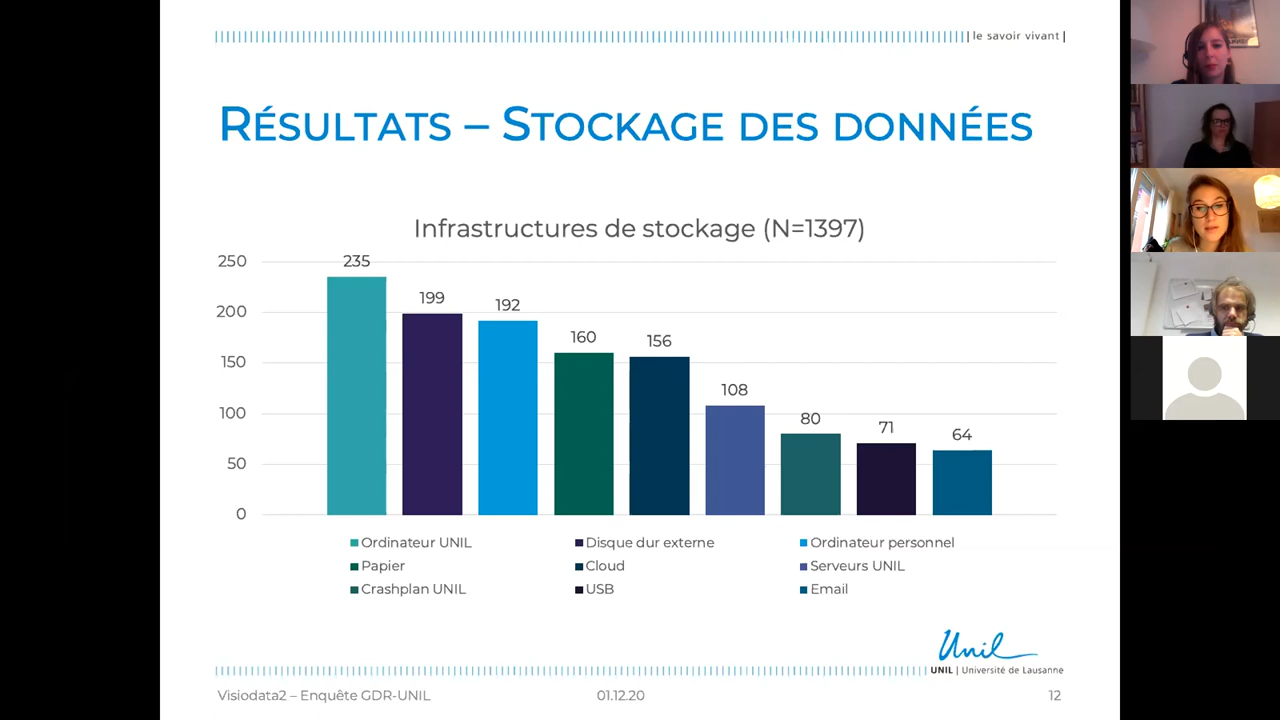 | le savoir vivant |
RÉSULTATS – STOCKAGE DES DONNÉES
Infrastructures de stockage (N=1397)
250
200
150
100
50
0
235
199
192
160
156
108
80
71
64
Ordinateur UNIL
Disque dur externe
Ordinateur personnel
Papier
Cloud
Serveurs UNIL
Crashplan UNIL
USB
Email
Unil
UNIL | Université de Lausanne
Visiodata2 – Enquête GDR-UNIL
01.12.20
12